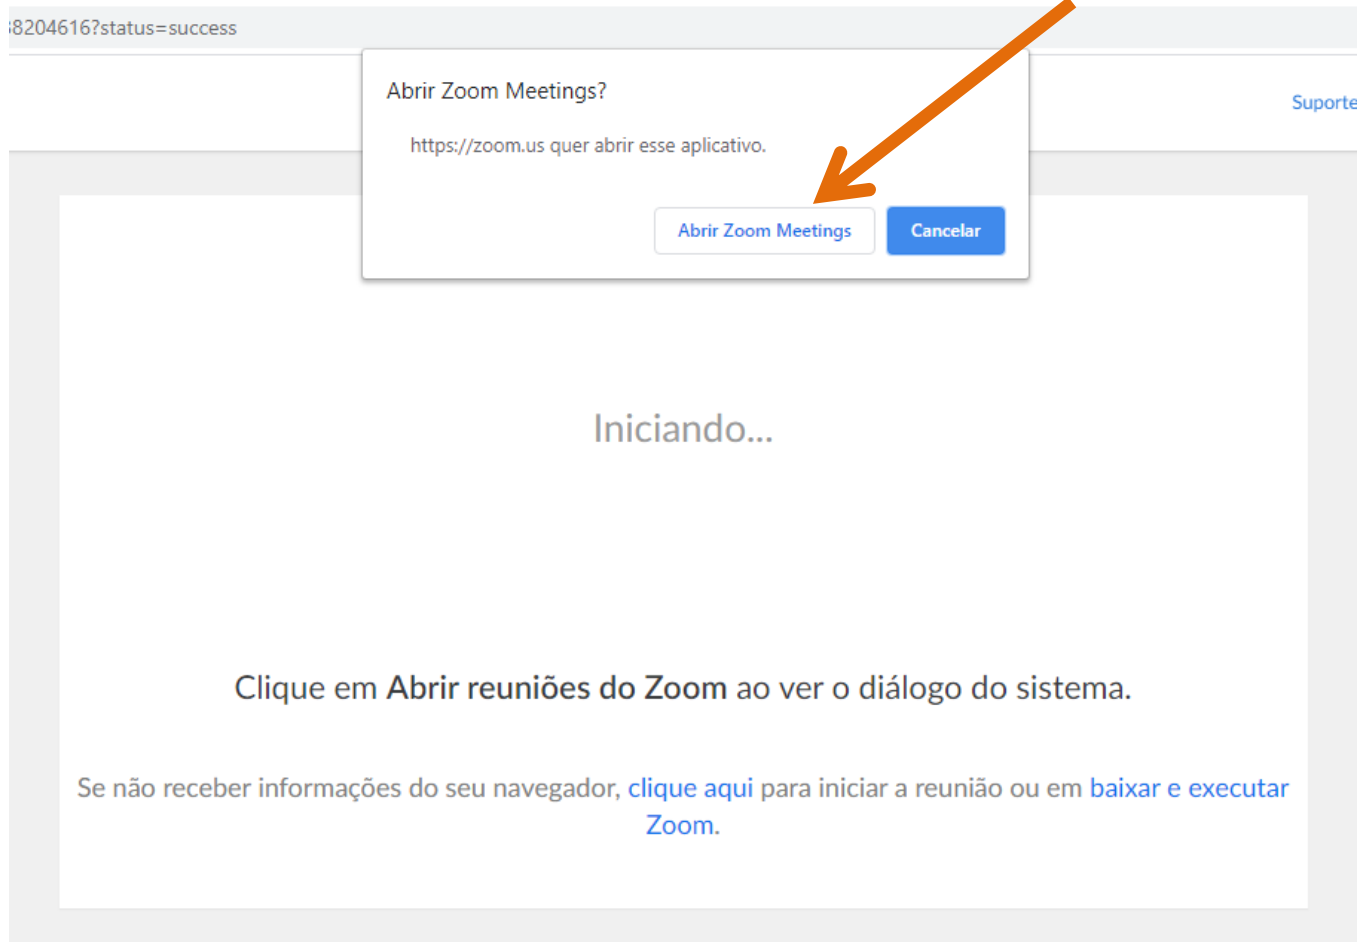 38204616?status=success
Abrir Zoom Meetings?
Suporte
https://zoom.us quer abrir esse aplicativo.
Abrir Zoom Meetings
Cancelar
Iniciando...
Clique em Abrir reuniões do Zoom ao ver o diálogo do sistema.
Se não receber informações do seu navegador, clique aqui para iniciar a reunião ou em baixar e executar
Zoom.